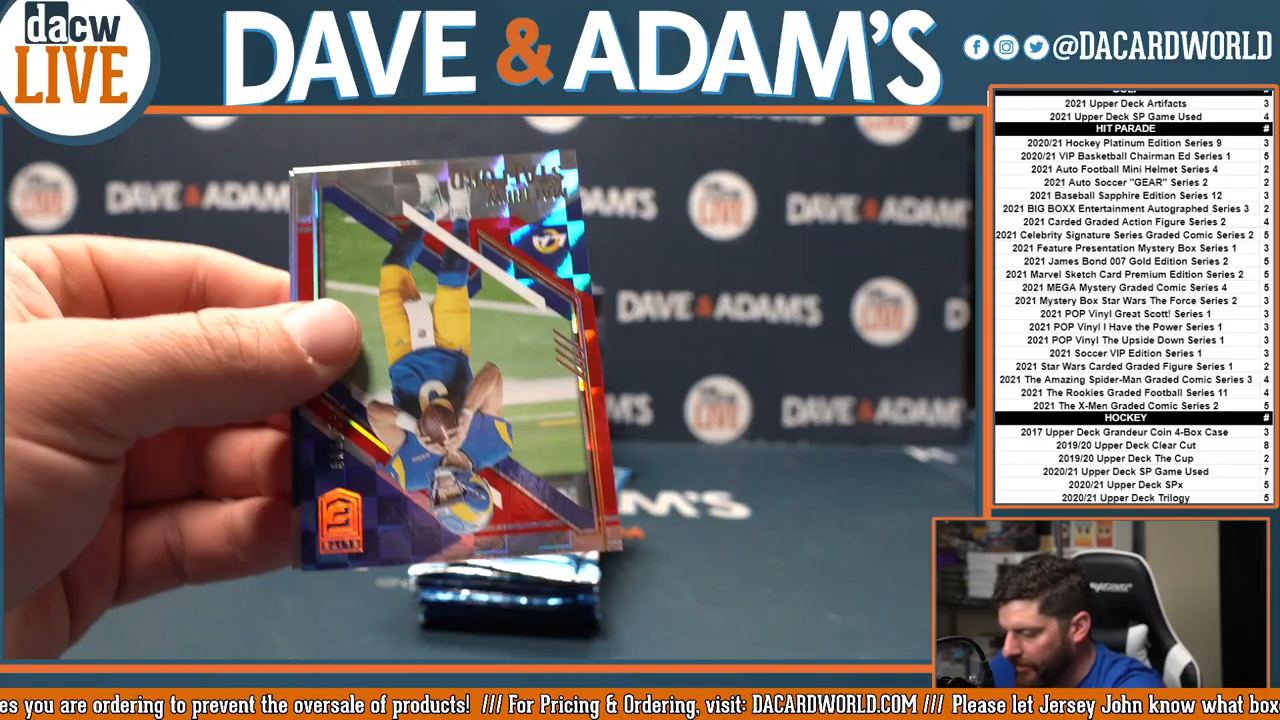 dacw
LIVE
DAVE & ADAM'S
@DACARDWORLD
#
2021 Upper Deck Artifacts 3
2021 Upper Deck SP Game Used 4
HIT PARADE #
2020/21 Hockey Platinum Edition Series 9 3
2020/21 VIP Basketball Chairman Ed Series 1 5
2021 Auto Football Mini Helmet Series 4 2
2021 Auto Soccer "GEAR" Series 2 2
2021 Baseball Sapphire Edition Series 12 3
2021 BIG BOXX Entertainment Autographed Series 3 2
2021 Carded Graded Action Figure Series 2 4
2021 Celebrity Signature Series Graded Comic Series 2 5
2021 Feature Presentation Mystery Box Series 1 3
2021 James Bond 007 Gold Edition Series 2 5
2021 Marvel Sketch Card Premium Edition Series 2 5
2021 MEGA Mystery Graded Comic Series 4 5
2021 Mystery Box Star Wars The Force Series 2 3
2021 POP Vinyl Great Scott! Series 1 3
2021 POP Vinyl I Have the Power Series 1 3
2021 POP Vinyl The Upside Down Series 1 3
2021 Soccer VIP Edition Series 1 3
2021 Star Wars Carded Graded Figure Series 1 2
2021 The Amazing Spider-Man Graded Comic Series 3 4
2021 The Rookies Graded Football Series 11 4
2021 The X-Men Graded Comic Series 2 5
HOCKEY #
2017 Upper Deck Grandeur Coin 4-Box Case 3
2019/20 Upper Deck Clear Cut 8
2019/20 Upper Deck The Cup 2
2020/21 Upper Deck SP Game Used 7
2020/21 Upper Deck SPx 5
2020/21 Upper Deck Trilogy 5
DAVE & ADAM'S
DAVE & ADAM'S
DAVE & ADAM'S
STAFFORD
9
es you are ordering to prevent the oversale of products! /// For Pricing & Ordering, visit: DACARDWORLD.COM /// Please let Jersey John know what box